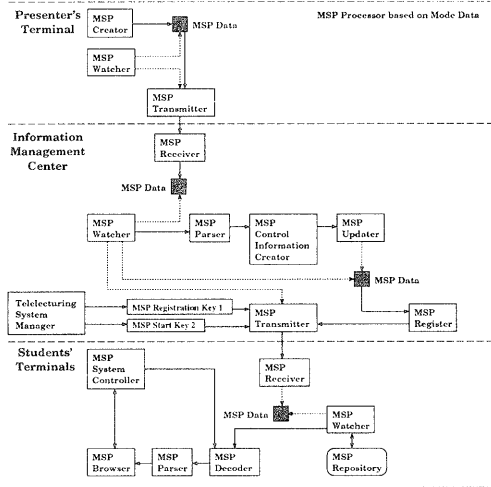 Presenter's
Terminal
MSP
Creator
MSP Data
MSP Processor based on Mode Data
MSP
Watcher
MSP
Transmitter
Information
Management
Center
MSP
Receiver
MSP Data
MSP
Watcher
MSP
Parser
MSP
Control
Information
Creator
MSP
Updater
MSP Data
Telelecturing
System
Manager
MSP Registration Key 1
MSP Start Key 2
MSP
Transmitter
MSP
Register
Students'
Terminals
MSP
System
Controller
MSP
Receiver
MSP Data
MSP
Watcher
MSP
Browser
MSP
Parser
MSP
Decoder
MSP
Repository